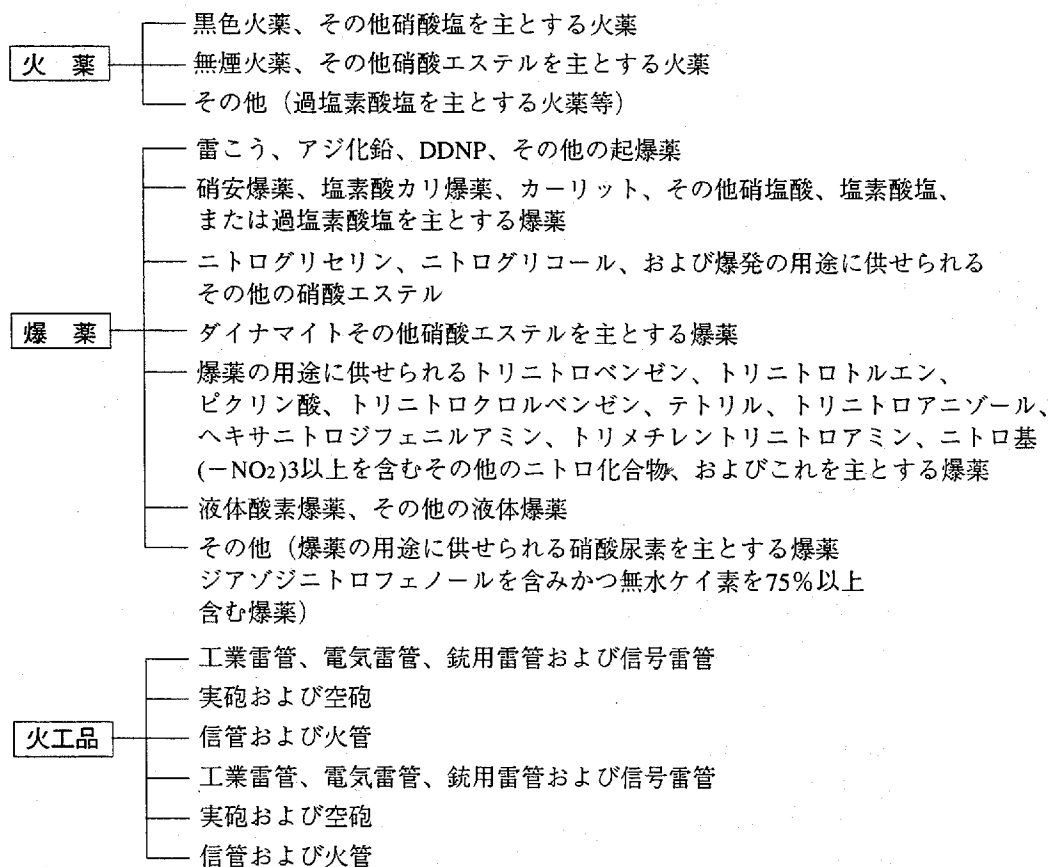 黒色火薬、その他硝酸塩を主とする火薬
火 薬
無煙火薬、その他硝酸エステルを主とする火薬
その他（過塩素酸塩を主とする火薬等）
雷こう、アジ化鉛、DDNP、その他の起爆薬
硝安爆薬、塩素酸カリ爆薬、カーリット、その他硝塩酸、塩素酸塩、
または過塩素酸塩を主とする爆薬
ニトログリセリン、ニトログリコール、および爆発の用途に供せられる
その他の硝酸エステル
爆 薬
ダイナマイトその他硝酸エステルを主とする爆薬
爆薬の用途に供せられるトリニトロベンゼン、トリニトロトルエン、
ピクリン酸、トリニトロクロルベンゼン、テトリル、トリニトロアニゾール、
ヘキサニトロジフェニルアミン、トリメチレントリニトロアミン、ニトロ基
(－NO2)3以上を含むその他のニトロ化合物、およびこれを主とする爆薬
液体酸素爆薬、その他の液体爆薬
その他（爆薬の用途に供せられる硝酸尿素を主とする爆薬
ジアゾジニトロフェノールを含みかつ無水ケイ素を75％以上
含む爆薬）
工業雷管、電気雷管、銃用雷管および信号雷管
実砲および空砲
火工品
信管および火管
工業雷管、電気雷管、銃用雷管および信号雷管
実砲および空砲
信管および火管